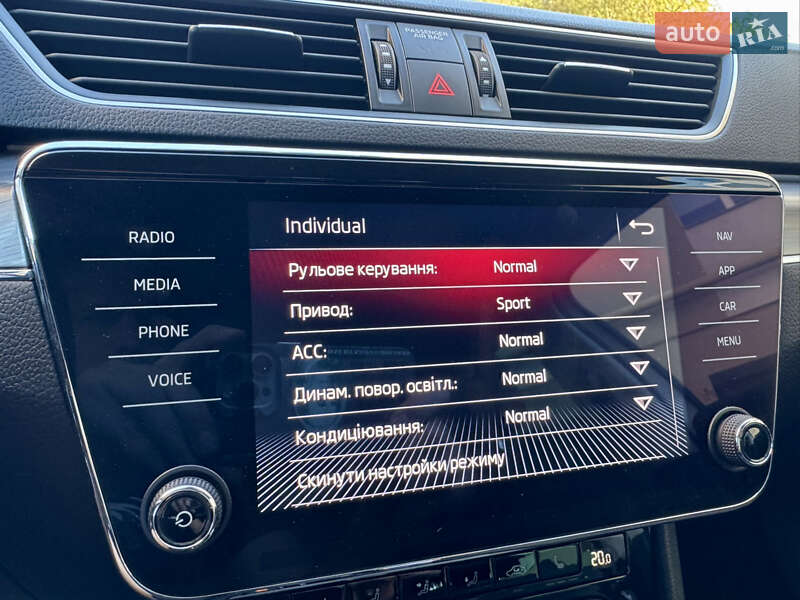 auto RIA
.com
PASSENGER
AIR BAG
RADIO
MEDIA
PHONE
VOICE
Individual
Рульове керування: Normal
Привод: Sport
ACC: Normal
Динам. повор. освітл.: Normal
Кондиціювання: Normal
Скинути настройки режиму
NAV
APP
CAR
MENU
20.0